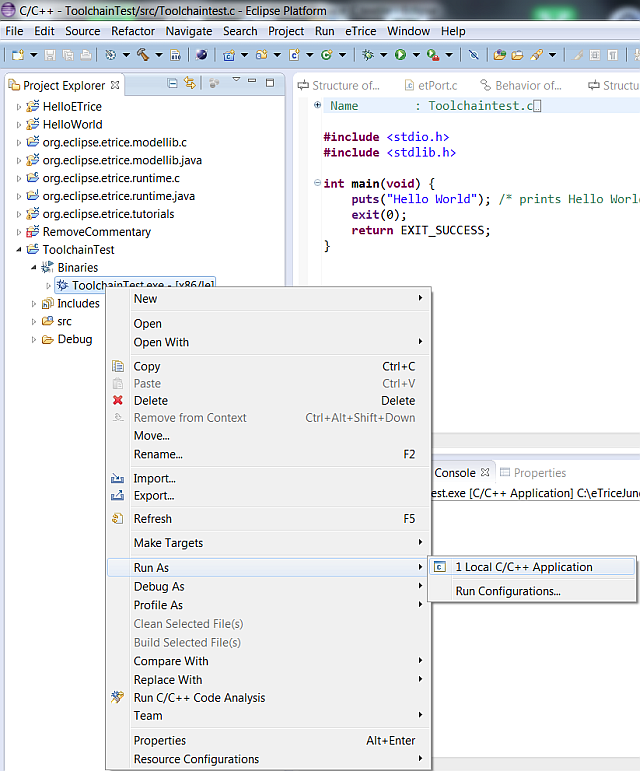 C/C++ - ToolchainTest/src/Toolchaintest.c - Eclipse Platform
File Edit Source Refactor Navigate Search Project Run eTrice Window Help
Project Explorer
HelloETrice
HelloWorld
org.eclipse.etrice.modellib.c
org.eclipse.etrice.modellib.java
org.eclipse.etrice.runtime.c
org.eclipse.etrice.runtime.java
org.eclipse.etrice.tutorials
RemoveCommentary
ToolchainTest
Binaries
ToolchainTest.exe - [x86/le]
Includes
src
Debug
Structure of... etPort.c Behavior of... Structu
Name : Toolchaintest.c
#include <stdio.h>
#include <stdlib.h>
int main(void) {
puts("Hello World"); /* prints Hello Worl
exit(0);
return EXIT_SUCCESS;
}
New
Open
Open With
Copy Ctrl+C
Paste Ctrl+V
Delete Delete
Remove from Context Ctrl+Alt+Shift+Down
Move...
Rename... F2
Import...
Export...
Refresh F5
Make Targets
Run As
Debug As
Profile As
Clean Selected File(s)
Build Selected File(s)
Compare With
Replace With
Run C/C++ Code Analysis
Team
Properties Alt+Enter
Resource Configurations
Console Properties
est.exe [C/C++ Application] C:\eTriceJun
1 Local C/C++ Application
Run Configurations...